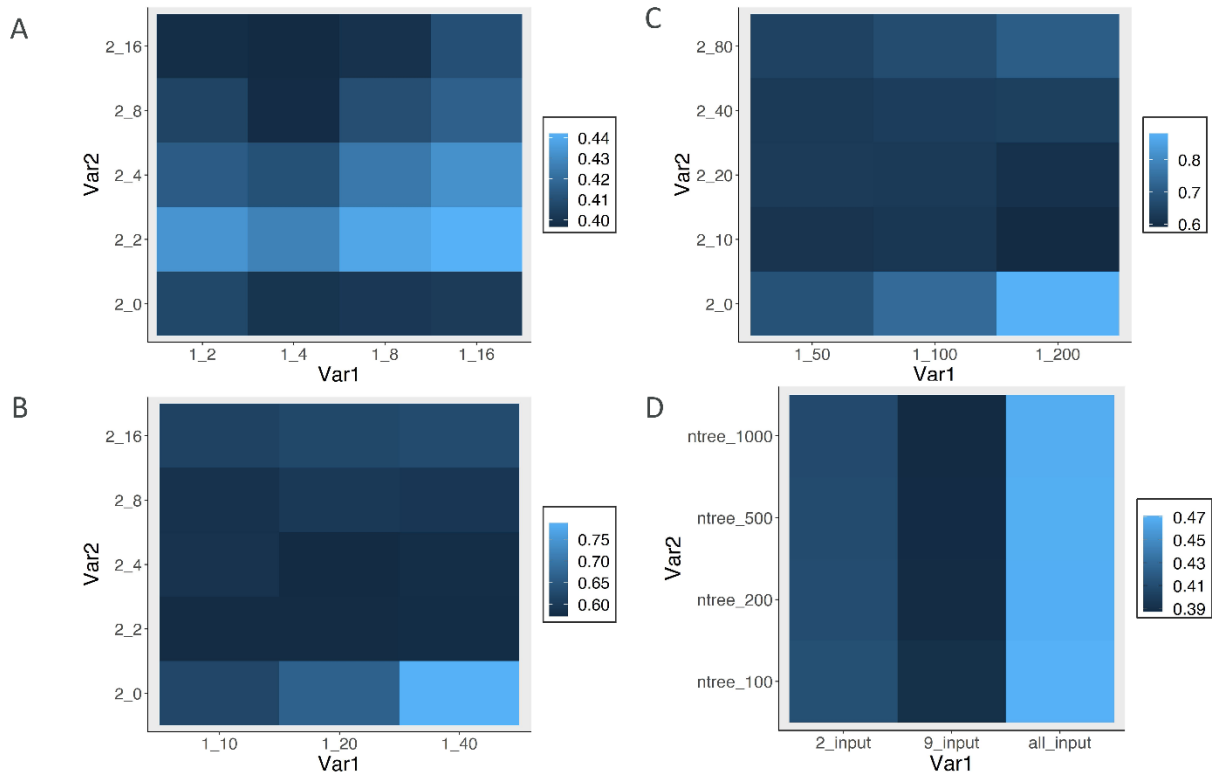 A
Var2
2_16
2_8
2_4
2_2
2_0
1_2 1_4 1_8 1_16
Var1
0.44
0.43
0.42
0.41
0.40
C
Var2
2_80
2_40
2_20
2_10
2_0
1_50 1_100 1_200
Var1
0.8
0.7
0.6
B
Var2
2_16
2_8
2_4
2_2
2_0
1_10 1_20 1_40
Var1
0.75
0.70
0.65
0.60
D
Var2
ntree_1000
ntree_500
ntree_200
ntree_100
2_input 9_input all_input
Var1
0.47
0.45
0.43
0.41
0.39